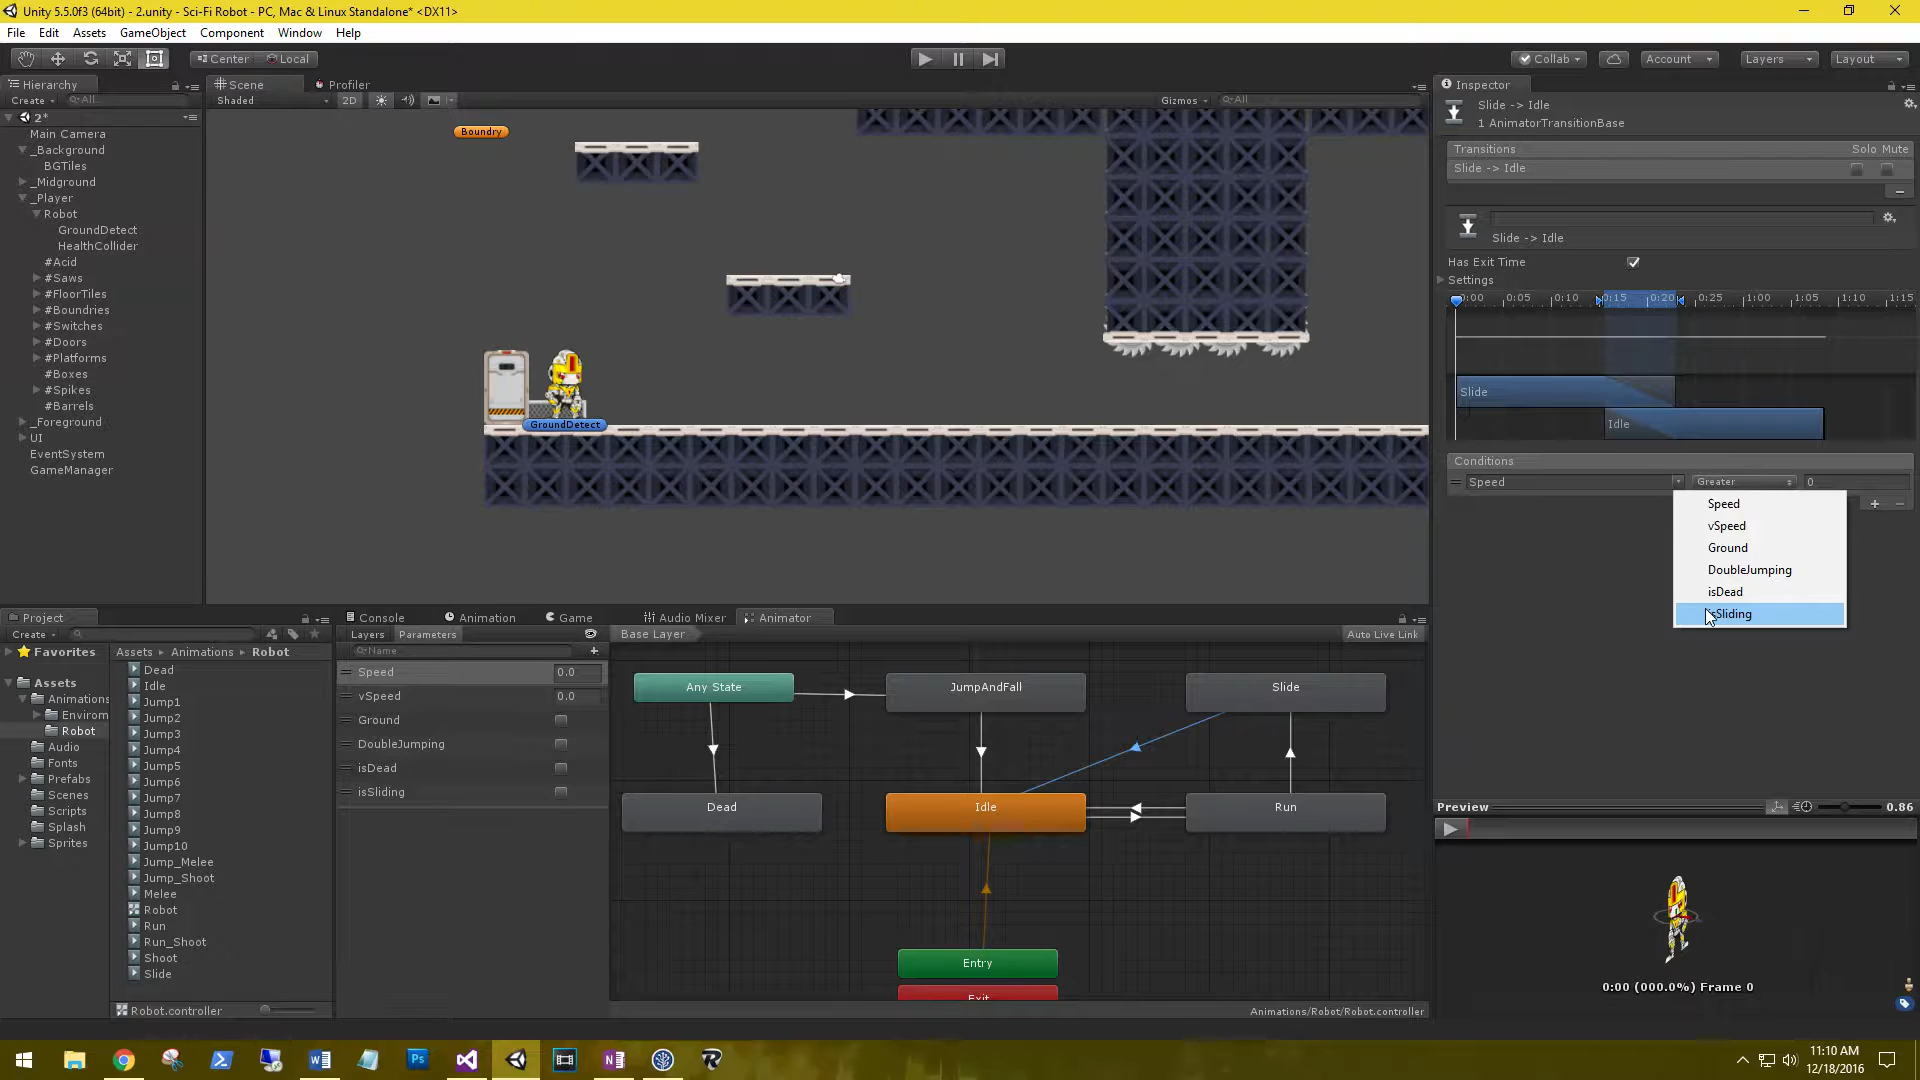 Unity 5.5.0f3 (64bit) - 2.unity - Sci-Fi Robot - PC, Mac & Linux Standalone* <DX11>
File Edit Assets GameObject Component Window Help
Center Local Collab Account Layers Layout
Hierarchy
Create All
2*
Main Camera
_Background
BGTiles
_Midground
_Player
Robot
GroundDetect
HealthCollider
#Acid
#Saws
#FloorTiles
#Boundries
#Switches
#Doors
#Platforms
#Boxes
#Spikes
#Barrels
_Foreground
UI
EventSystem
GameManager
Scene Profiler
Shaded 2D Gizmos All
Boundry
GroundDetect
Inspector
Slide -> Idle
1 AnimatorTransitionBase
Transitions Solo Mute
Slide -> Idle
Slide -> Idle
Has Exit Time
Settings
0:00 0:05 0:10 0:15 0:20 0:25 1:00 1:05 1:10 1:15
Slide
Idle
Conditions
Speed Greater 0
Speed
vSpeed
Ground
DoubleJumping
isDead
isSliding
Project
Create
Favorites
Assets
Animations
Environ
Robot
Audio
Fonts
Prefabs
Scenes
Scripts
Splash
Sprites
Assets Animations Robot
Dead
Idle
Jump1
Jump2
Jump3
Jump4
Jump5
Jump6
Jump7
Jump8
Jump9
Jump10
Jump_Melee
Jump_Shoot
Melee
Robot
Run
Run_Shoot
Shoot
Slide
Robot.controller
Console Animation Game Audio Mixer Animator
Layers Parameters Base Layer Auto Live Link
Name
Speed 0.0
vSpeed 0.0
Ground
DoubleJumping
isDead
isSliding
Any State JumpAndFall Slide
Dead Idle Run
Entry
Exit
Animations/Robot/Robot.controller
Preview 0.86
0:00 (000.0%) Frame 0
11:10 AM
12/18/2016